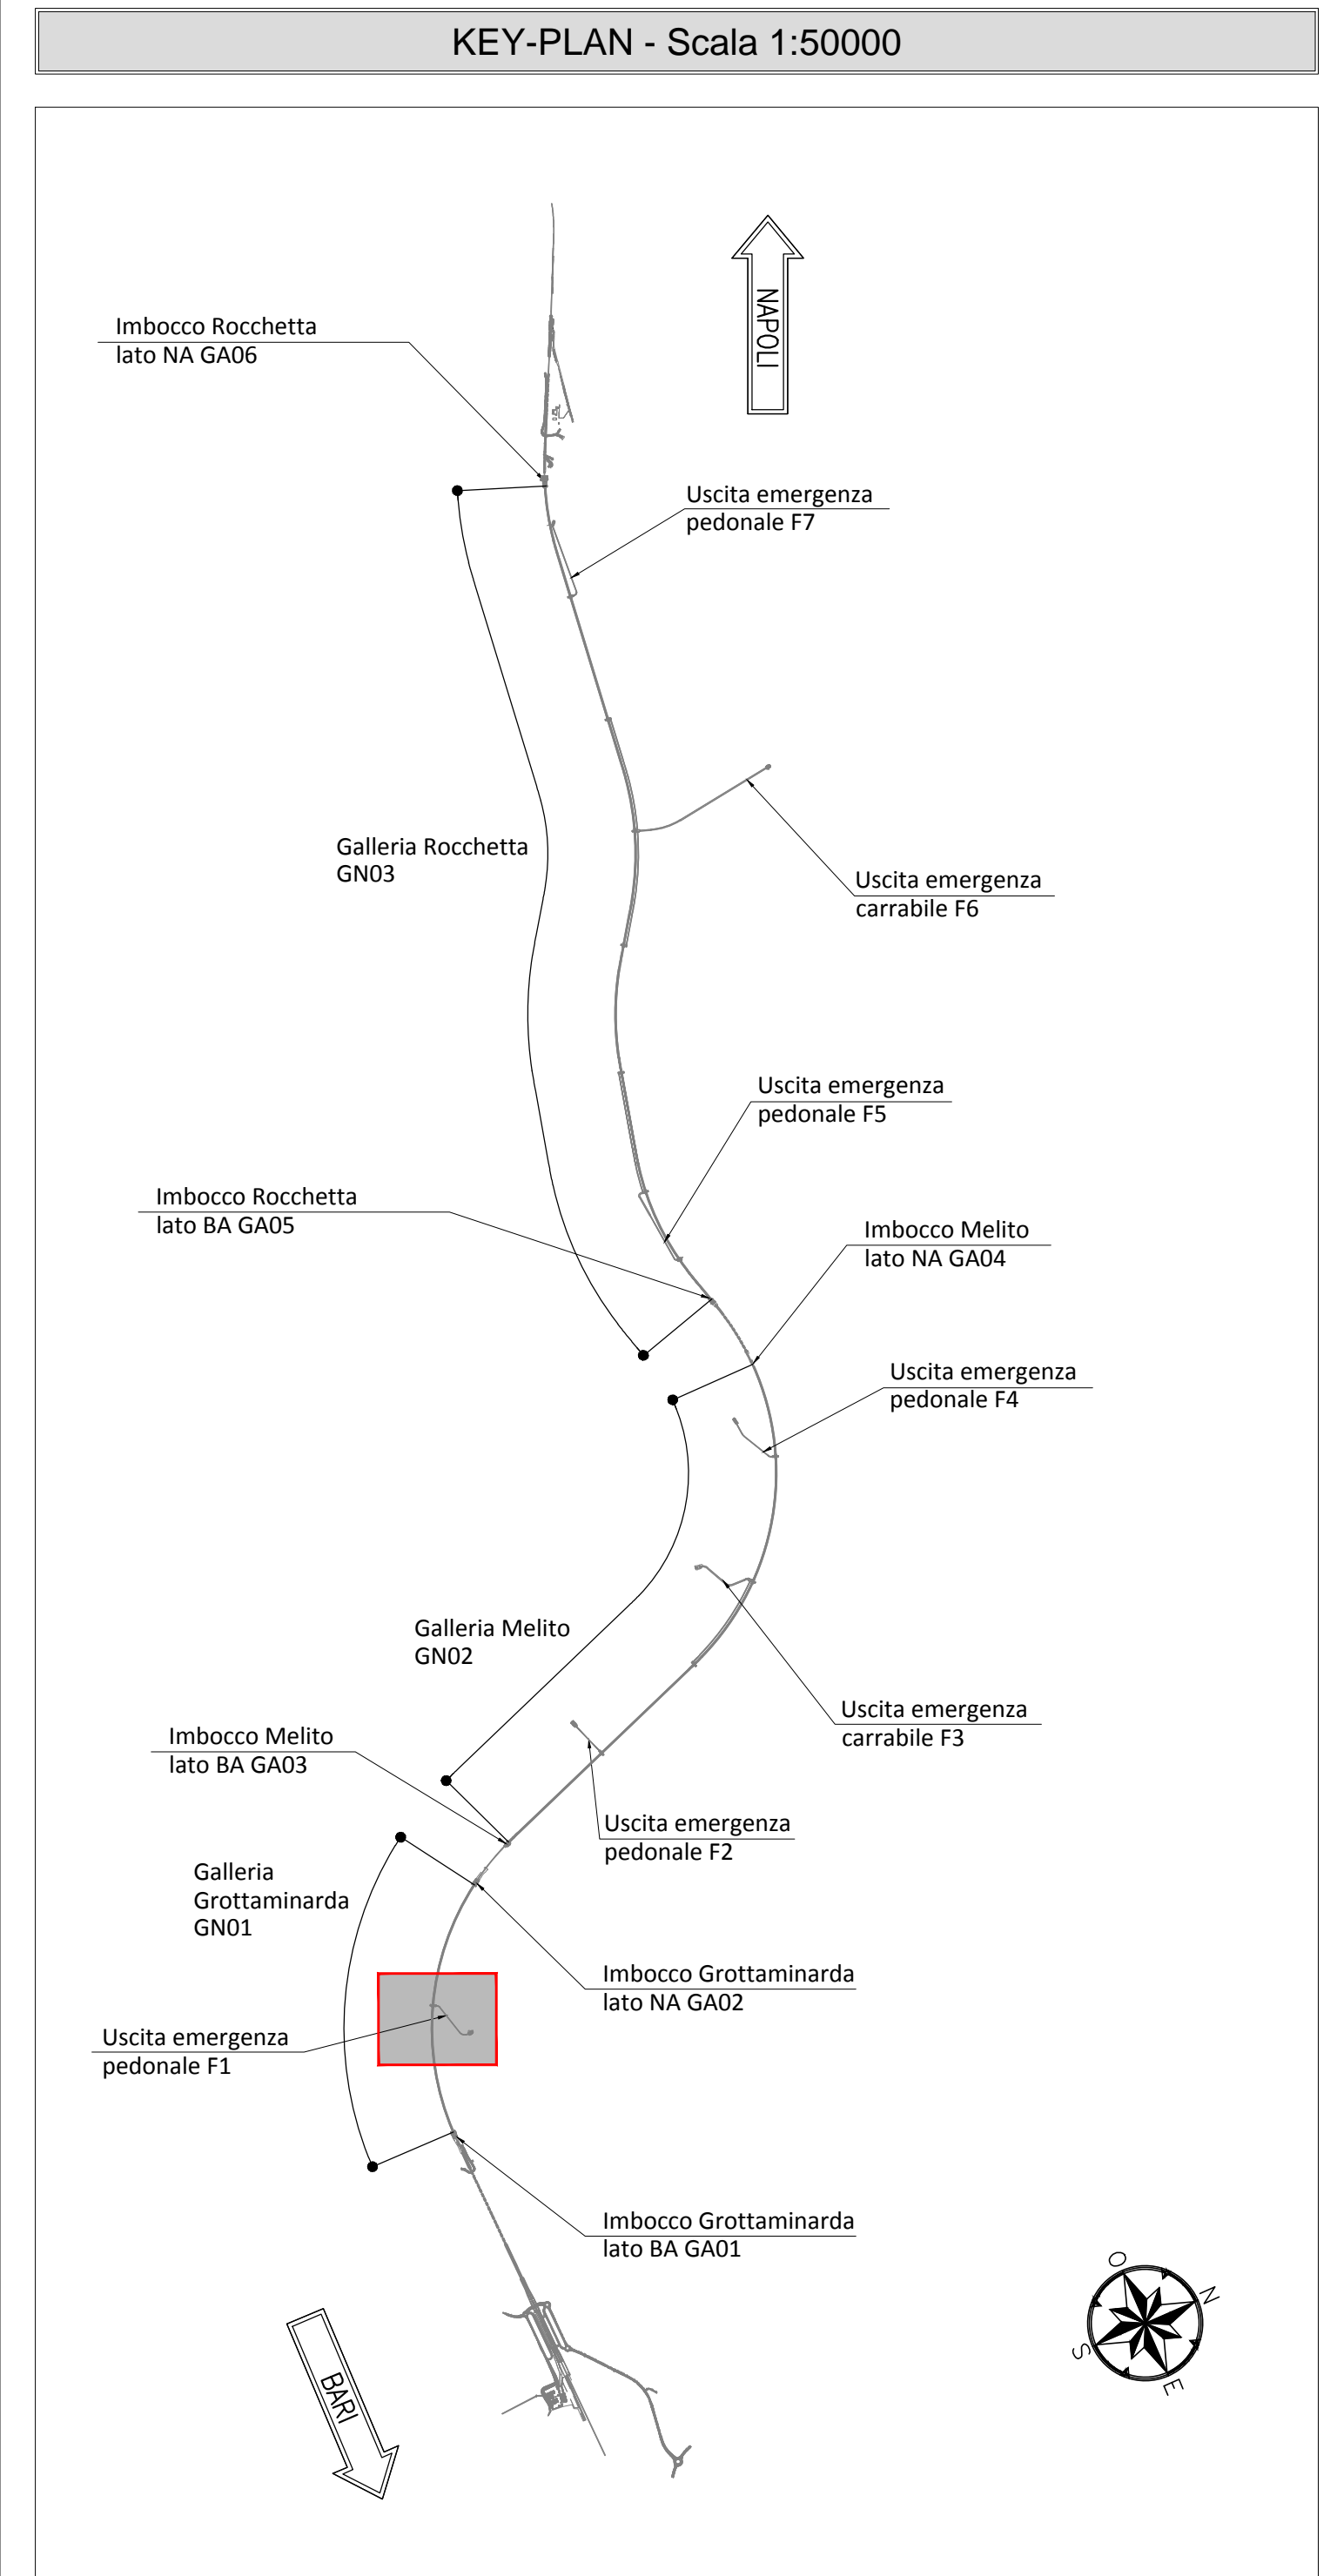 KEY-PLAN - Scala 1:50000
NAPOLI
Imbocco Rocchetta
lato NA GA06
Uscita emergenza
pedonale F7
Galleria Rocchetta
GN03
Uscita emergenza
carrabile F6
Uscita emergenza
pedonale F5
Imbocco Rocchetta
lato BA GA05
Imbocco Melito
lato NA GA04
Uscita emergenza
pedonale F4
Galleria Melito
GN02
Uscita emergenza
carrabile F3
Imbocco Melito
lato BA GA03
Uscita emergenza
pedonale F2
Galleria
Grottaminarda
GN01
Imbocco Grottaminarda
lato NA GA02
Uscita emergenza
pedonale F1
Imbocco Grottaminarda
lato BA GA01
O
N
S
E
BARI